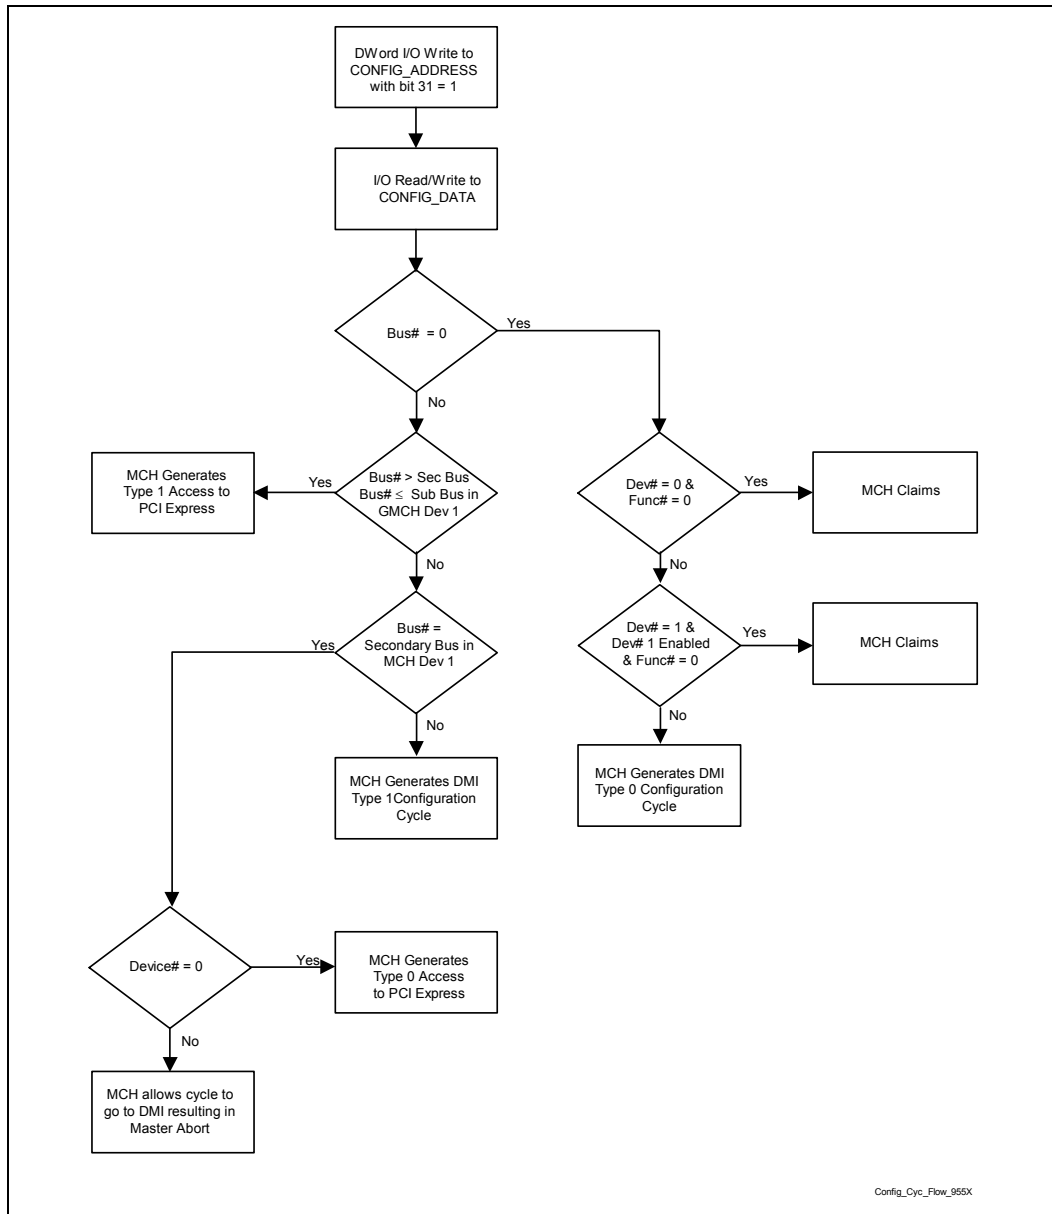 DWord I/O Write to
CONFIG_ADDRESS
with bit 31 = 1
I/O Read/Write to
CONFIG_DATA
Bus# = 0
Yes
No
MCH Generates
Type 1 Access to
PCI Express
Yes
Bus# > Sec Bus
Bus# ≤ Sub Bus in
GMCH Dev 1
No
Dev# = 0 &
Func# = 0
Yes
MCH Claims
No
Yes
Bus# =
Secondary Bus in
MCH Dev 1
No
Dev# = 1 &
Dev# 1 Enabled
& Func# = 0
Yes
MCH Claims
No
MCH Generates DMI
Type 1Configuration
Cycle
MCH Generates DMI
Type 0 Configuration
Cycle
Device# = 0
Yes
MCH Generates
Type 0 Access
to PCI Express
No
MCH allows cycle to
go to DMI resulting in
Master Abort
Config_Cyc_Flow_955X